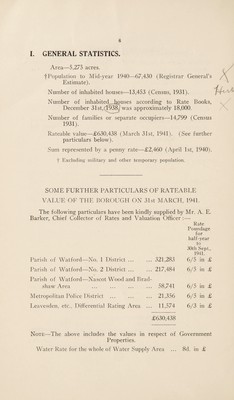 8
I. GENERAL STATISTICS.
Area—5,275 acres.
†Population to Mid-year 1940—67,430 (Registrar General's
Estimate).
Number of inhabited houses—13,453 (Census, 1931).
Number of inhabited houses according to Rate Books,
December 31st, (1938) was approximately 18,000.
Number of families or separate occupiers—14,799 (Census
1931).
Rateable value—£630,438 (March 31st, 1941). (See further
particulars below).
Sum represented by a penny rate—£2,460 (April 1st, 1940).
† Excluding military and other temporary population.
SOME FURTHER PARTICULARS OF RATEABLE
VALUE OF THE BOROUGH ON 31st MARCH, 1941.
The following particulars have been kindly supplied by Mr. A. E.
Barker, Chief Collector of Rates and Valuation Officer :—
Rate
Poundage
for
half-year
to
30th Sept.,
1941.
Parish of Watford—No. 1 District ... ... 321,283 6/5 in £
Parish of Watford—No. 2 District ... ... 217,484 6/5 in £
Parish of Watford—Nascot Wood and Brad-
shaw Area ... ... ... ... 58,741 6/5 in £
Metropolitan Police District ... ... ... 21,356 6/5 in £
Leavesden, etc., Differential Rating Area ... 11,574 6/3 in £
£630,438
Note—The above includes the values in respect of Government
Properties.
Water Rate for the whole of Water Supply Area ... 8d. in £